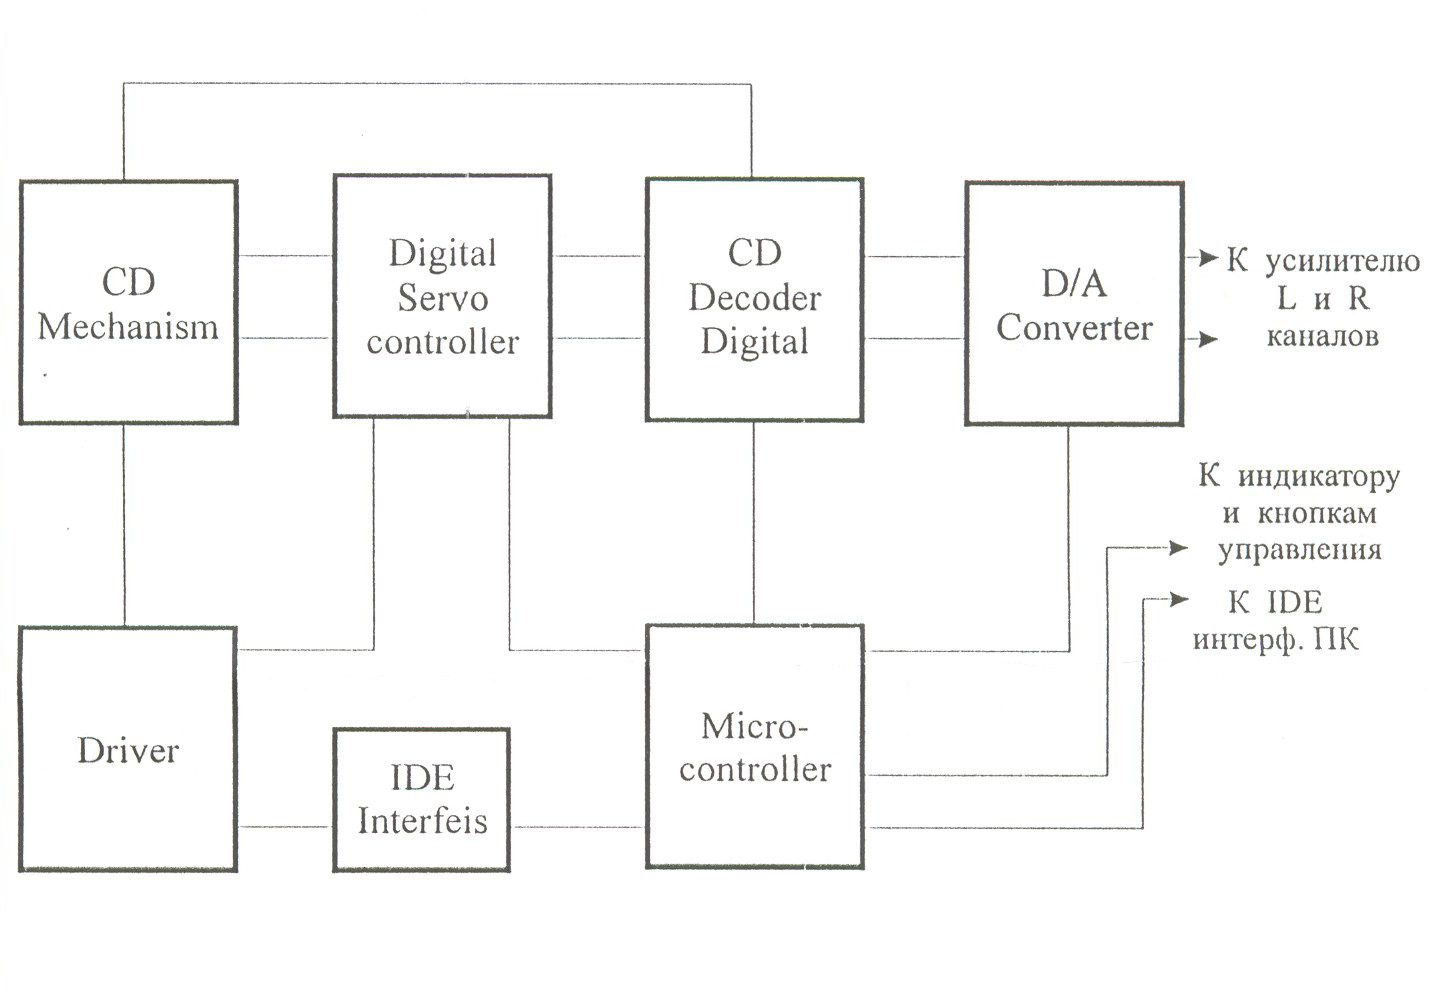 CD
Mechanism
Digital
Servo
controller
CD
Decoder
Digital
D/A
Converter
К усилителю
L и R
каналов
К индикатору
и кнопкам
управления
К IDE
интерф. ПК
Driver
IDE
Interfeis
Micro-
controller